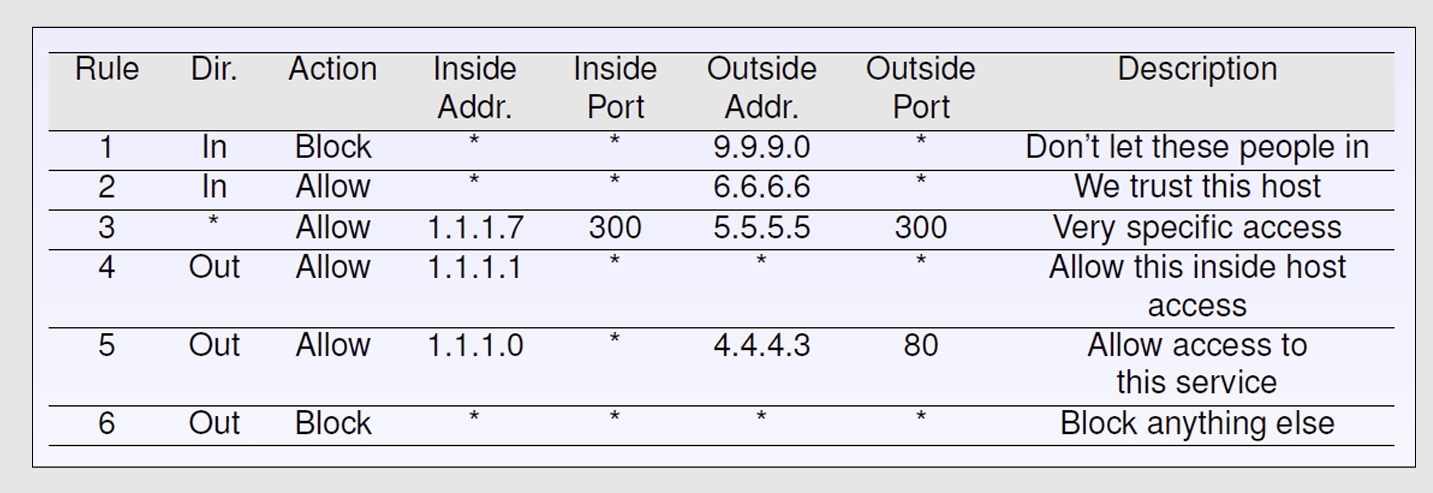 Rule Dir. Action Inside Inside Outside Outside Description
Addr. Port Addr. Port
1 In Block * * 9.9.9.0 * Don't let these people in
2 In Allow * * 6.6.6.6 * We trust this host
3 * Allow 1.1.1.7 300 5.5.5.5 300 Very specific access
4 Out Allow 1.1.1.1 * * * Allow this inside host
access
5 Out Allow 1.1.1.0 * 4.4.4.3 80 Allow access to
this service
6 Out Block * * * * Block anything else